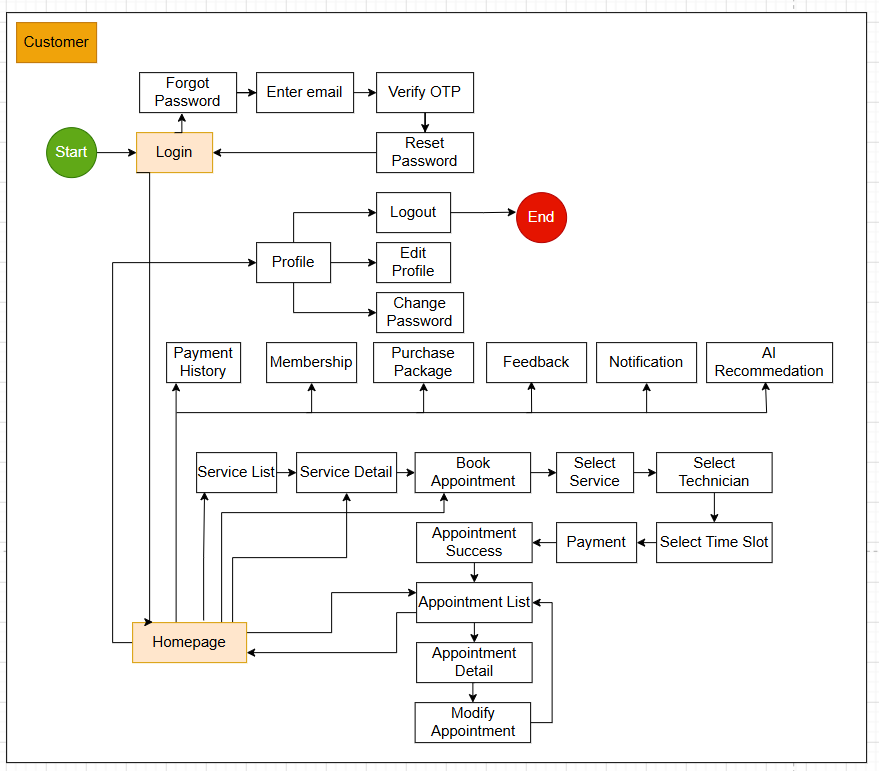 Customer
Forgot
Password
Enter email
Verify OTP
Start
Login
Reset
Password
Logout
End
Profile
Edit
Profile
Change
Password
Payment
History
Membership
Purchase
Package
Feedback
Notification
AI
Recommedation
Service List
Service Detail
Book
Appointment
Select
Service
Select
Technician
Appointment
Success
Payment
Select Time Slot
Appointment List
Homepage
Appointment
Detail
Modify
Appointment